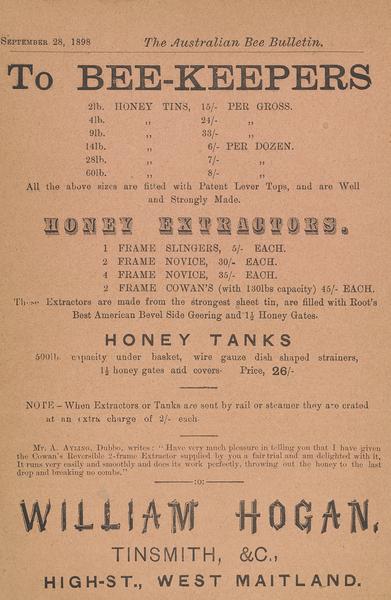 SEPTEMBER 28, 1898 The Australian Bee Bulletin.
To BEE-KEEPERS
2lb. HONEY TINS, 15/- PER GROSS.
4lb. ,, 24/- ,,
9lb. ,, 33/- ,,
14lb. ,, 6/- PER DOZEN.
28lb. ,, 7/- ,,
60lb. ,, 8/- ,,
All the above sizes are fitted with Patent Lever Tops, and are Well
and Strongly Made.
HONEY EXTRACTORS.
1 FRAME SLINGERS, 5/- EACH.
2 FRAME NOVICE, 30/- EACH.
4 FRAME NOVICE, 35/- EACH.
2 FRAME COWAN'S (with 130lbs capacity) 45/- EACH.
These Extractors are made from the strongest sheet tin, are filled with Root's
Best American Bevel Side Geering and 1½ Honey Gates.
HONEY TANKS
500lb. capacity under basket, wire gauze dish shaped strainers,
1½ honey gates and covers. Price, 26/-
NOTE – When Extractors or Tanks are sent by rail or steamer they are crated
at an extra charge of 2/- each.
MR. A. AYLING, Dubbo, writes: "Have very much pleasure in telling you that I have given
the Cowan's Reversible 2-frame Extractor supplied by you a fair trial and am delighted with it.
It runs very easily and smoothly and does its work perfectly, throwing out the honey to the last
drop and breaking no combs."
:o:
WILLIAM HOGAN,
TINSMITH, &C.,
HIGH-ST., WEST MAITLAND.